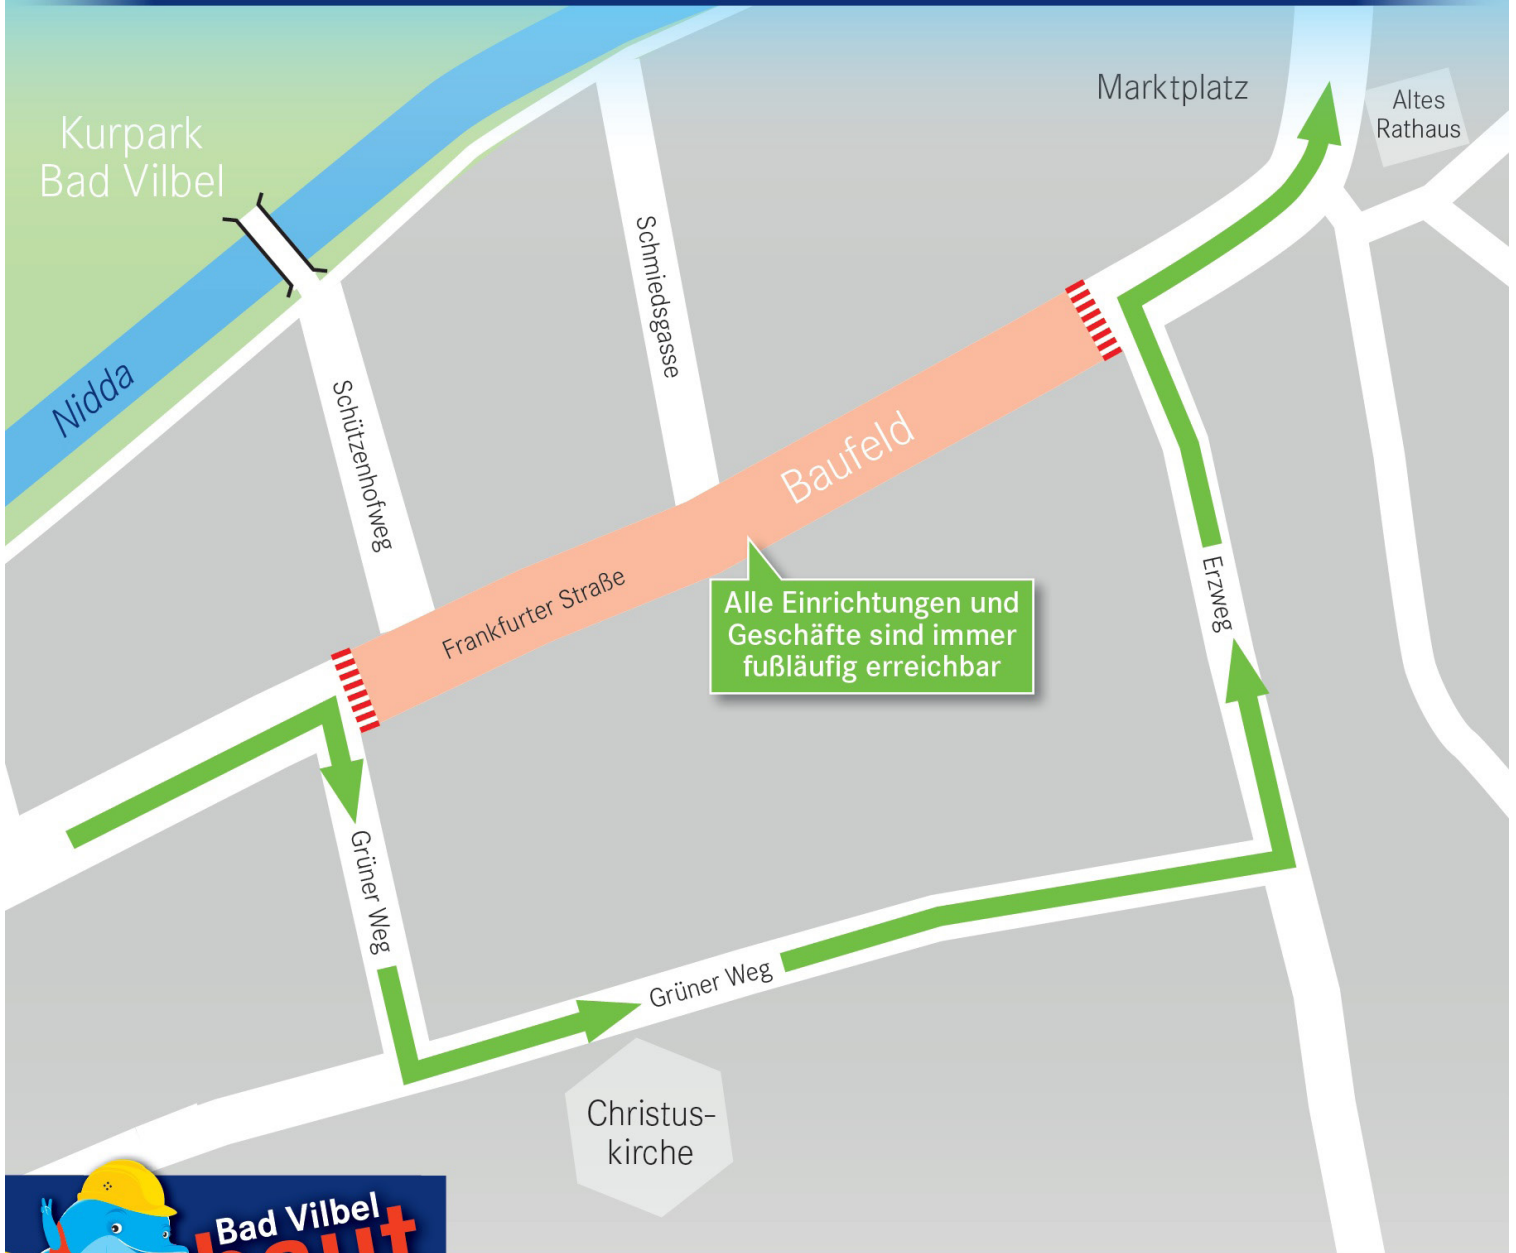 Marktplatz
Altes
Rathaus
Kurpark
Bad Vilbel
Schmiedsgasse
Nidda
Schützenhofweg
Baufeld
Frankfurter Straße
Alle Einrichtungen und
Geschäfte sind immer
fußläufig erreichbar
Erzweg
Grüner Weg
Grüner Weg
Christus-
kirche
Bad Vilbel
baut